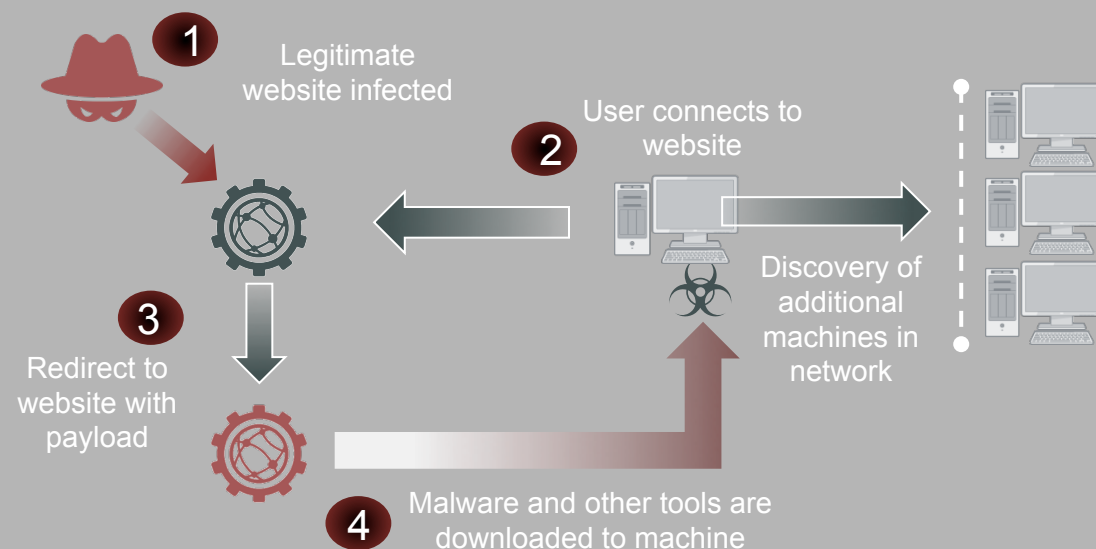 1
Legitimate
website infected
2
User connects to
website
Discovery of
additional
machines in
network
3
Redirect to
website with
payload
4
Malware and other tools are
downloaded to machine